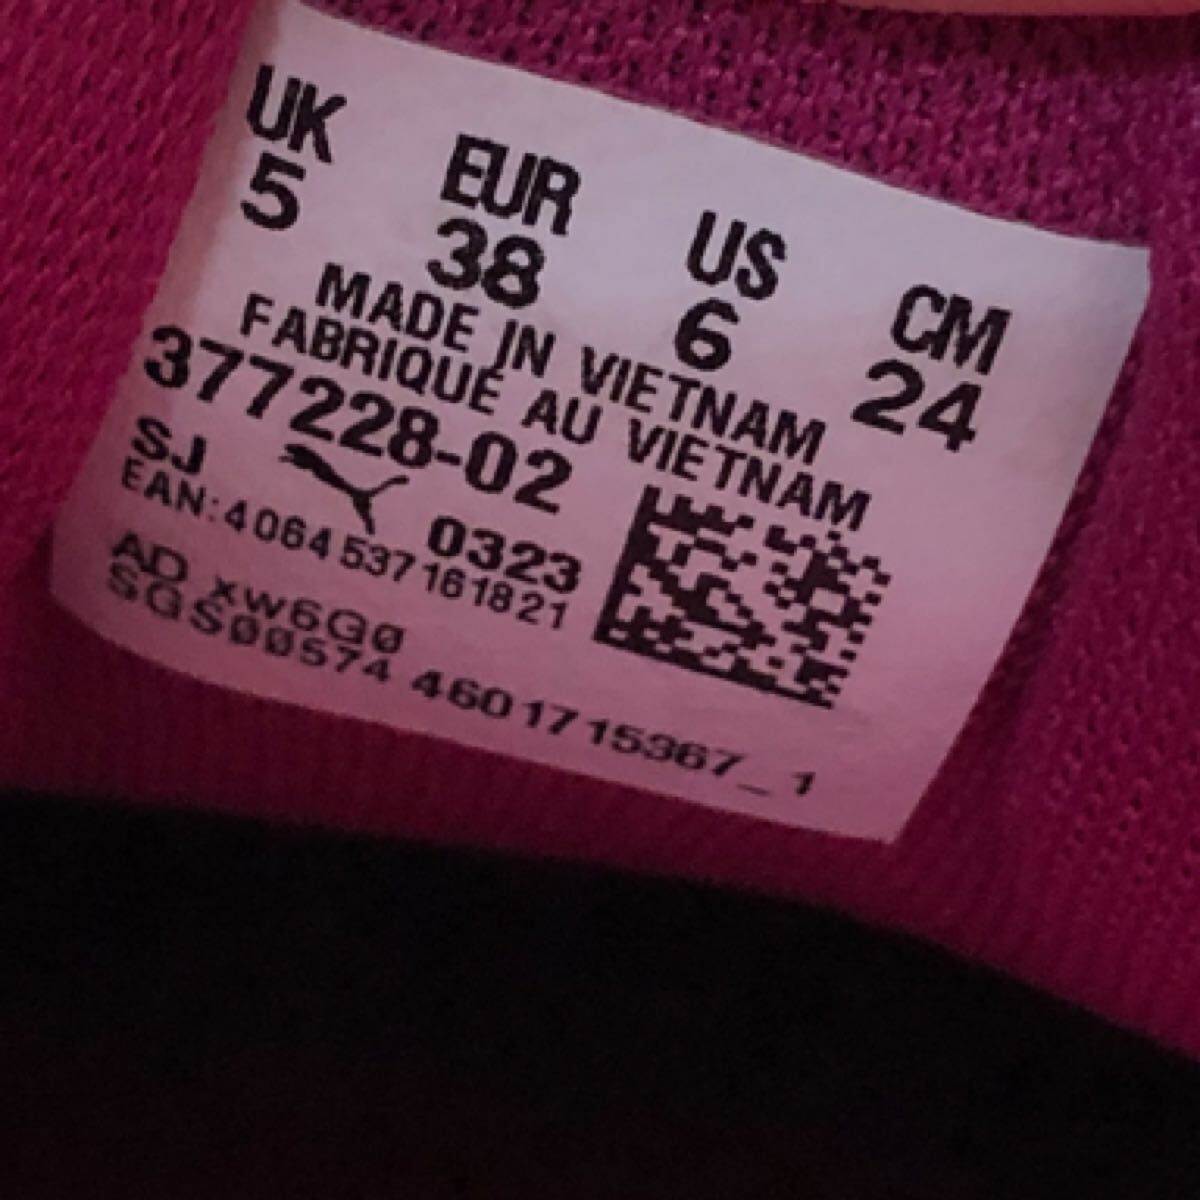 UK EUR US CM
5 38 6 24
MADE IN VIETNAM
FABRIQUÉ AU VIETNAM
377228-02
SJ 0323
EAN:4064537161821
AD xW6G0
SGS00574 4601715367_1